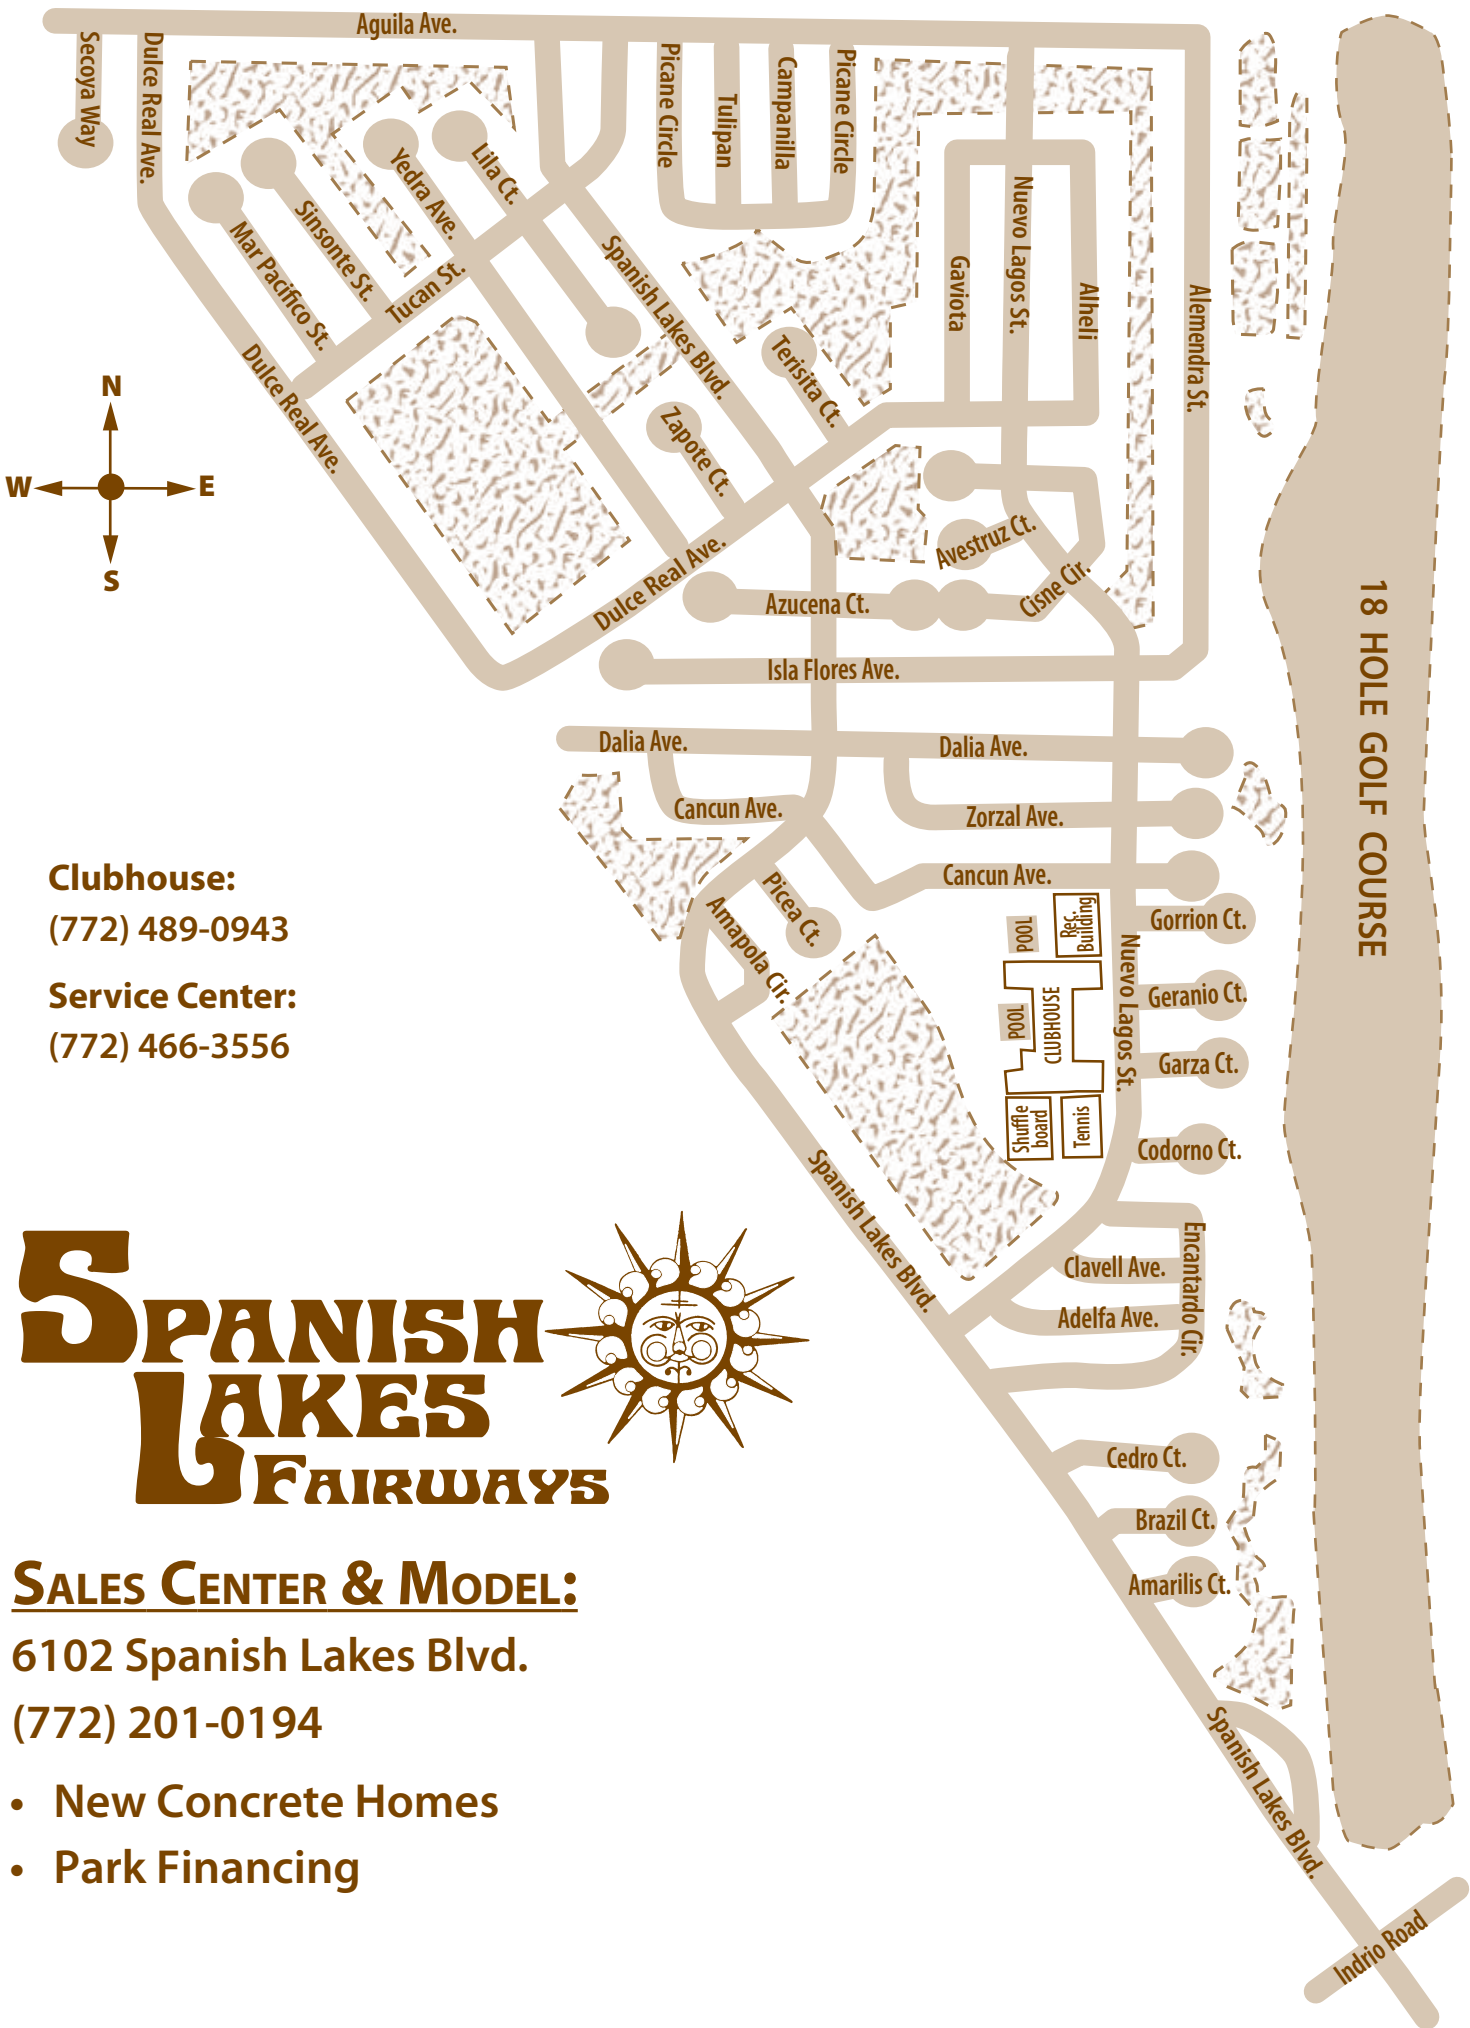 Aguila Ave.
Secoya Way
Dulce Real Ave.
Picane Circle
Tulipan
Campanilla
Picane Circle
Yedra Ave.
Lila Ct.
Sinsonte St.
Mar Pacifico St.
Tucan St.
Spanish Lakes Blvd.
Nuevo Lagos St.
Gaviota
Alheli
Alemendra St.
Terisita Ct.
Dulce Real Ave.
Zapote Ct.
N
W
E
S
Avestruz Ct.
Cisne Cir.
Dulce Real Ave.
Azucena Ct.
Isla Flores Ave.
18 HOLE GOLF COURSE
Dalia Ave.
Dalia Ave.
Cancun Ave.
Zorzal Ave.
Cancun Ave.
Picea Ct.
Amapola Cir.
Gorrion Ct.
Rec.
Building
POOL
Nuevo Lagos St.
Geranio Ct.
POOL
CLUBHOUSE
Garza Ct.
Shuffle
board
Tennis
Codorno Ct.
Clubhouse:
(772) 489-0943
Service Center:
(772) 466-3556
Spanish Lakes Blvd.
Encantardo Cir.
Clavell Ave.
Adelfa Ave.
SPANISH
LAKES
FAIRWAYS
Cedro Ct.
Brazil Ct.
Amarilis Ct.
SALES CENTER & MODEL:
6102 Spanish Lakes Blvd.
(772) 201-0194
• New Concrete Homes
• Park Financing
Spanish Lakes Blvd.
Indrio Road